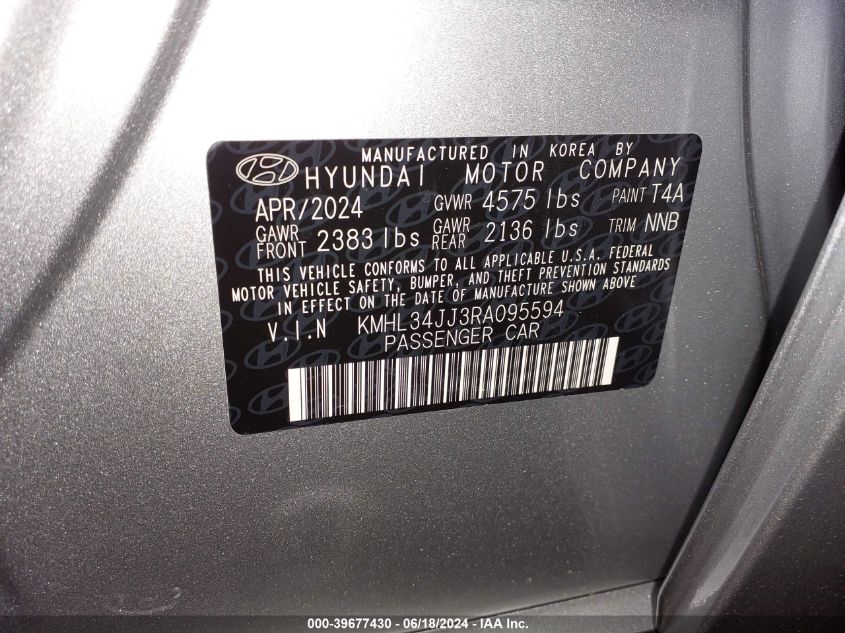 MANUFACTURED IN KOREA BY
HYUNDAI MOTOR COMPANY
APR/2024 GVWR 4575 lbs PAINT T4A
GAWR FRONT 2383 lbs GAWR REAR 2136 lbs TRIM NNB
THIS VEHICLE CONFORMS TO ALL APPLICABLE U.S.A. FEDERAL
MOTOR VEHICLE SAFETY, BUMPER, AND THEFT PREVENTION STANDARDS
IN EFFECT ON THE DATE OF MANUFACTURE SHOWN ABOVE
V.I.N KMHL34JJ3RA095594
PASSENGER CAR
000-39677430 - 06/18/2024 - IAA Inc.